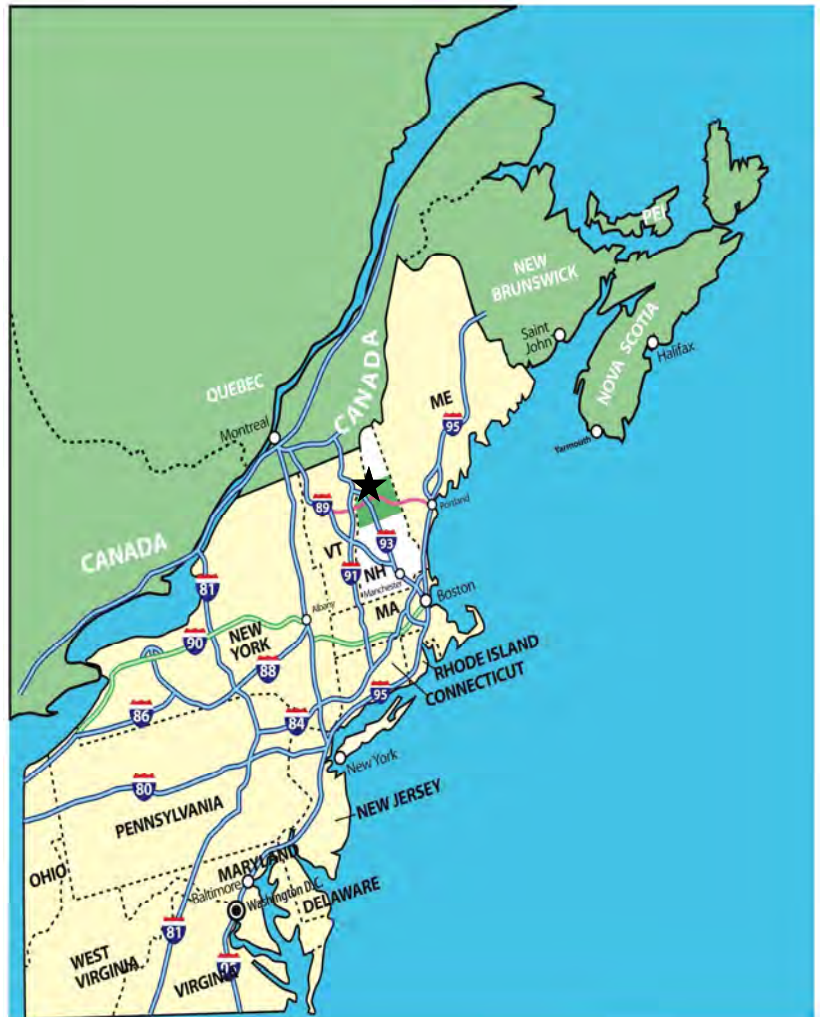 PEI
NEW
BRUNSWICK
Saint
John
NOVA SCOTIA
Halifax
Yarmouth
CANADA
QUEBEC
Montreal
ME
95
89
Portland
93
CANADA
VT
91
NH
Manchester
81
Boston
Albany
MA
90
NEW
YORK
88
RHODE ISLAND
CONNECTICUT
95
86
84
New York
80
PENNSYLVANIA
NEW JERSEY
OHIO
MARYLAND
Baltimore
Washington D.C.
DELAWARE
81
WEST
VIRGINIA
VIRGINIA
95